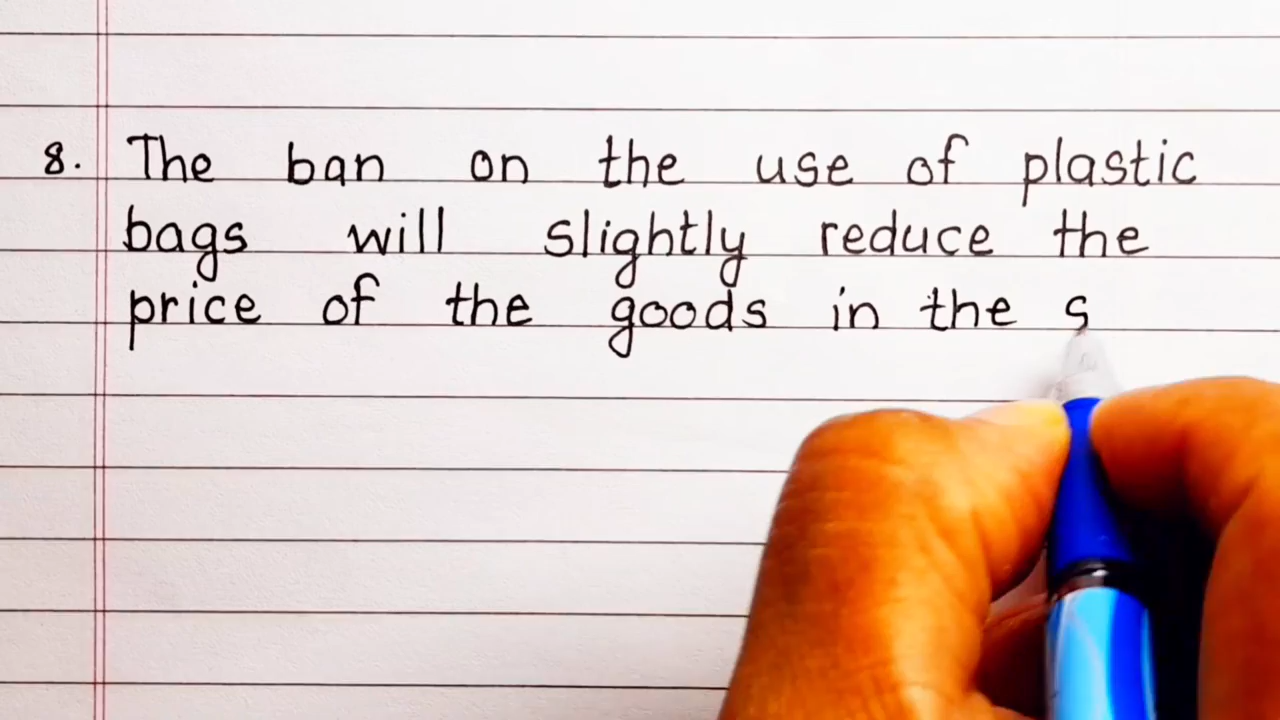 8. The ban on the use of plastic
bags will slightly reduce the
price of the goods in the s